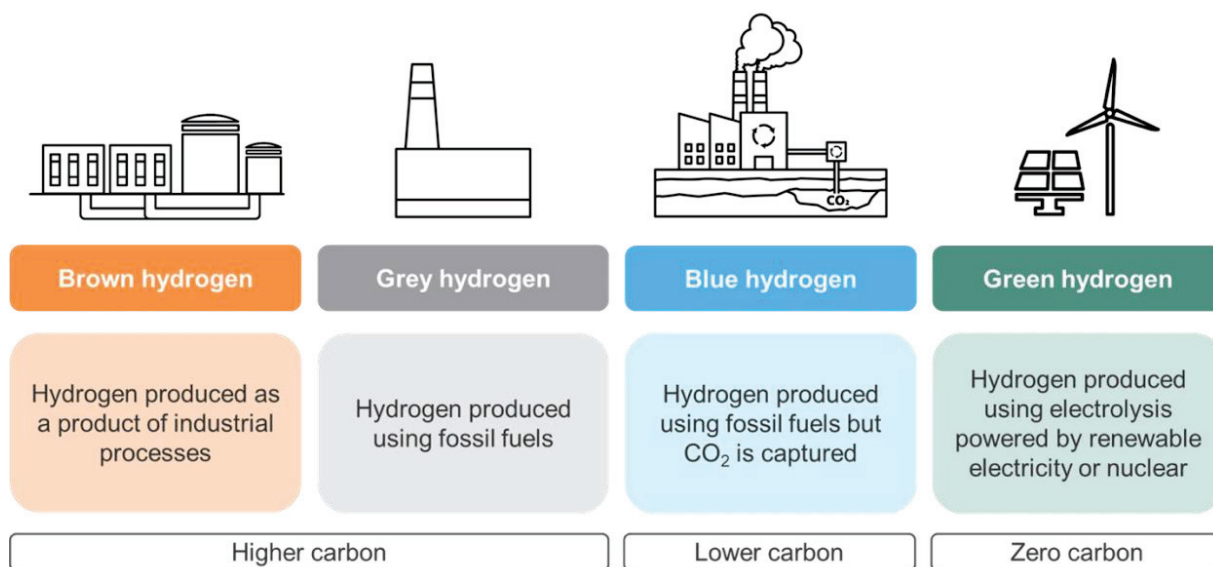 CO₂
Brown hydrogen
Grey hydrogen
Blue hydrogen
Green hydrogen
Hydrogen produced as
a product of industrial
processes
Hydrogen produced
using fossil fuels
Hydrogen produced
using fossil fuels but
CO₂ is captured
Hydrogen produced
using electrolysis
powered by renewable
electricity or nuclear
Higher carbon
Lower carbon
Zero carbon